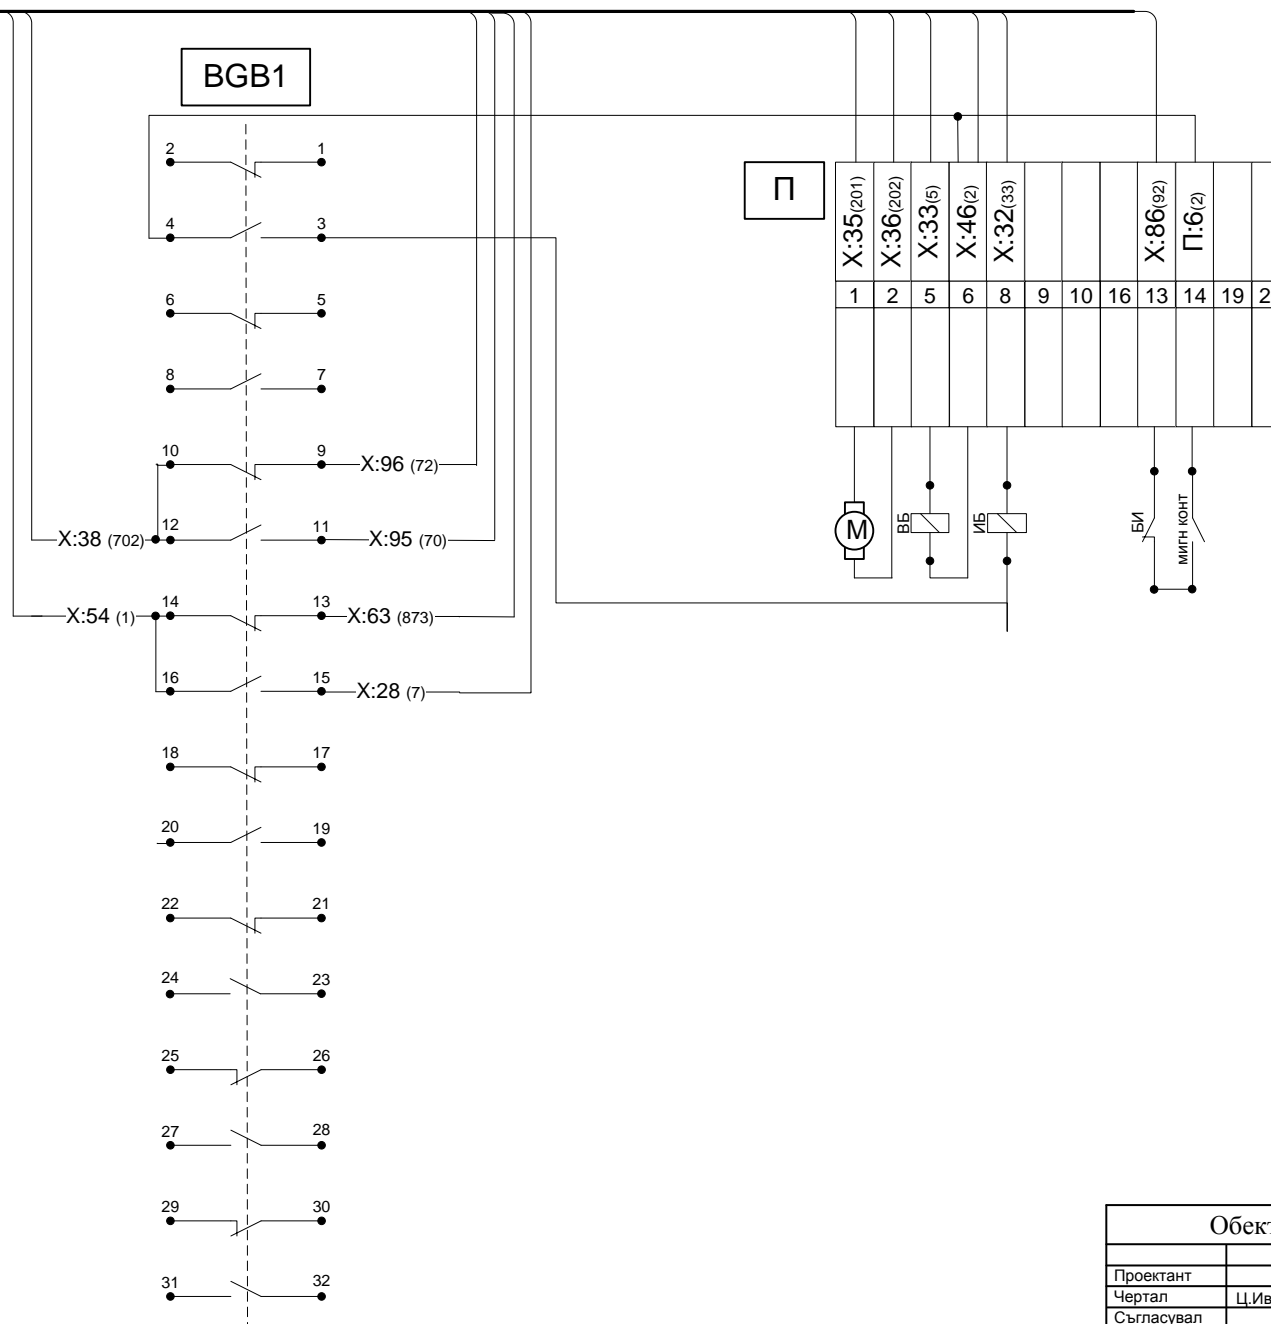 BGB1
2 1
4 3
6 5
8 7
10 9 X:96 (72)
X:38 (702) 12 11 X:95 (70)
X:54 (1) 14 13 X:63 (873)
16 15 X:28 (7)
18 17
20 19
22 21
24 23
25 26
27 28
29 30
31 32
П
X:35(201)
X:36(202)
X:33(5)
X:46(2)
X:32(33)
X:86(92)
П:6(2)
1 2 5 6 8 9 10 16 13 14 19
M
ВБ
ИБ
БИ
мигн конт
Проектант
Чертал
Съгласувал